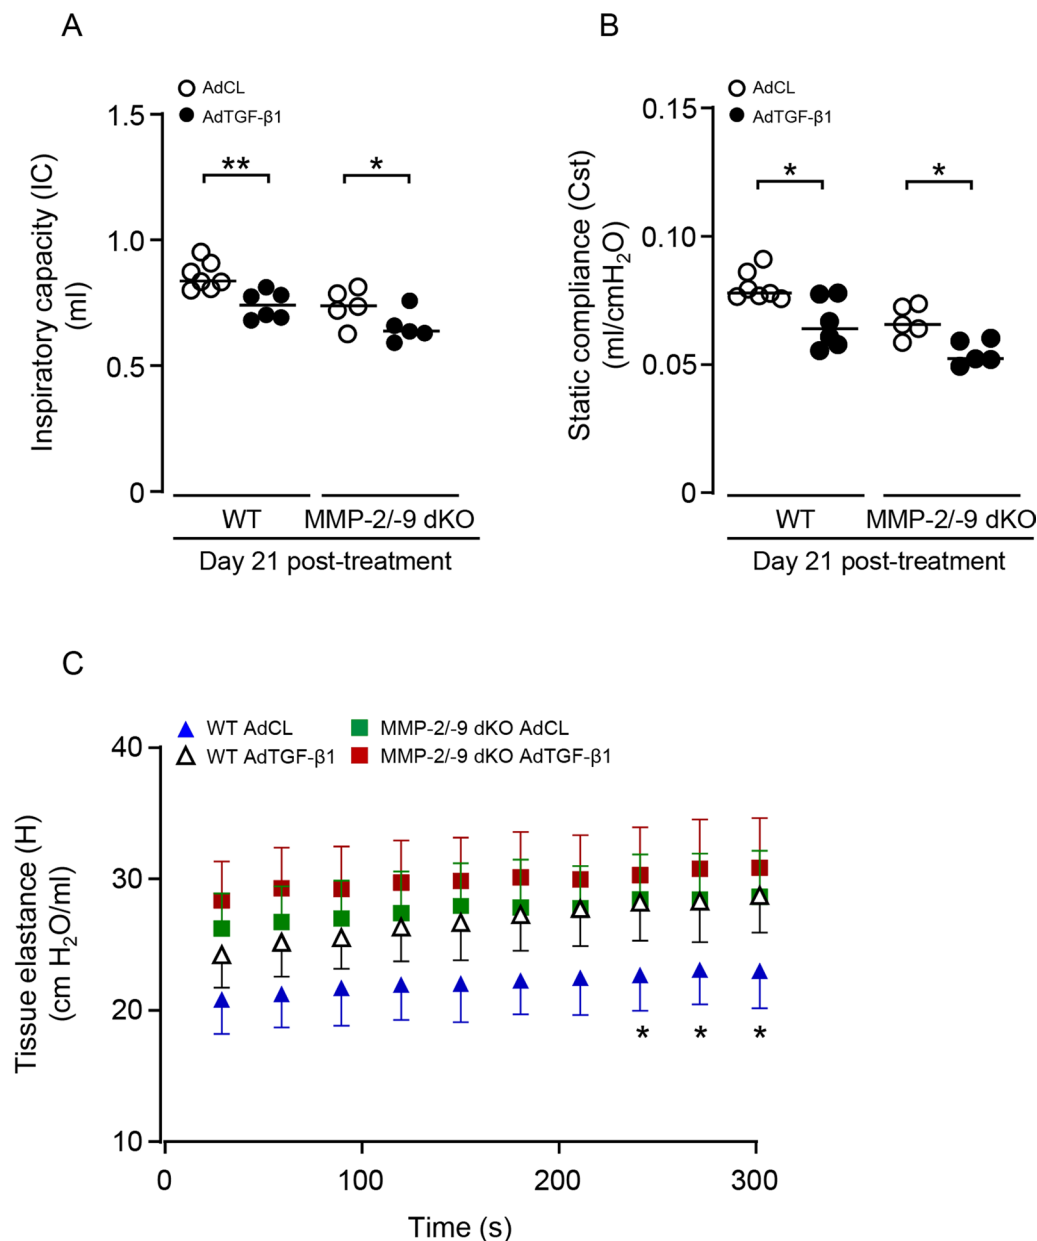 A
AdCL
AdTGF-β1
Inspiratory capacity (IC)
(ml)
1.5
1.0
0.5
0
**
*
WT
MMP-2/-9 dKO
Day 21 post-treatment
B
AdCL
AdTGF-β1
Static compliance (Cst)
(ml/cmH₂O)
0.15
0.10
0.05
0
*
*
WT
MMP-2/-9 dKO
Day 21 post-treatment
C
WT AdCL
MMP-2/-9 dKO AdCL
WT AdTGF-β1
MMP-2/-9 dKO AdTGF-β1
Tissue elastance (H)
(cm H₂O/ml)
40
30
20
10
* * *
0 100 200 300
Time (s)